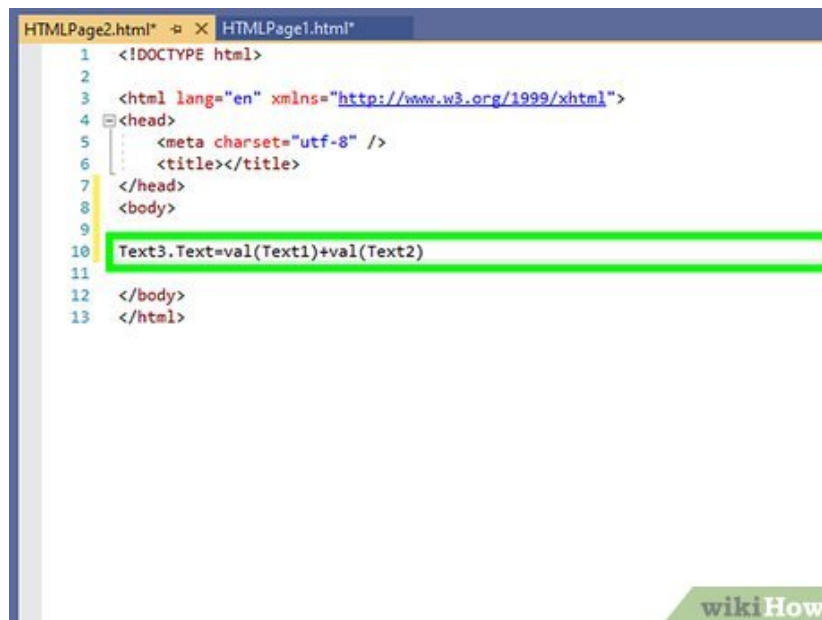 HTMLPage2.html* HTMLPage1.html*
1 <!DOCTYPE html>
2
3 <html lang="en" xmlns="http://www.w3.org/1999/xhtml">
4 <head>
5 <meta charset="utf-8" />
6 <title></title>
7 </head>
8 <body>
9
10 Text3.Text=val(Text1)+val(Text2)
11
12 </body>
13 </html>
wikiHow